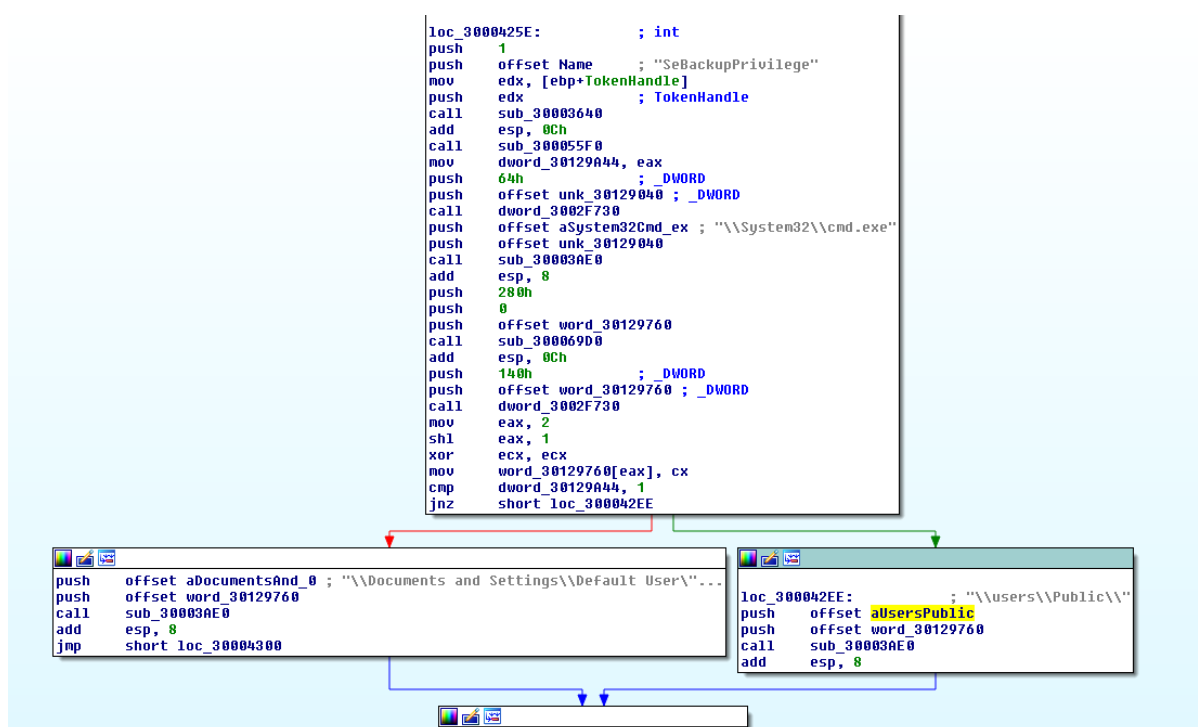 loc_3000425E: ; int
push 1
push offset Name ; "SeBackupPrivilege"
mov edx, [ebp+TokenHandle]
push edx ; TokenHandle
call sub_30003640
add esp, 0Ch
call sub_300055F0
mov dword_30129A44, eax
push 64h ; _DWORD
push offset unk_30129040 ; _DWORD
call dword_3002F730
push offset aSystem32Cmd_ex ; "\\System32\\cmd.exe"
push offset unk_30129040
call sub_30003AE0
add esp, 8
push 280h
push 0
push offset word_30129760
call sub_300069D0
add esp, 0Ch
push 140h ; _DWORD
push offset word_30129760 ; _DWORD
call dword_3002F730
mov eax, 2
shl eax, 1
xor ecx, ecx
mov word_30129760[eax], cx
cmp dword_30129A44, 1
jnz short loc_300042EE
push offset aDocumentsAnd_0 ; "\\Documents and Settings\\Default User\"...
push offset word_30129760
call sub_30003AE0
add esp, 8
jmp short loc_30004300
loc_300042EE: ; "\\users\\Public\\"
push offset aUsersPublic
push offset word_30129760
call sub_30003AE0
add esp, 8